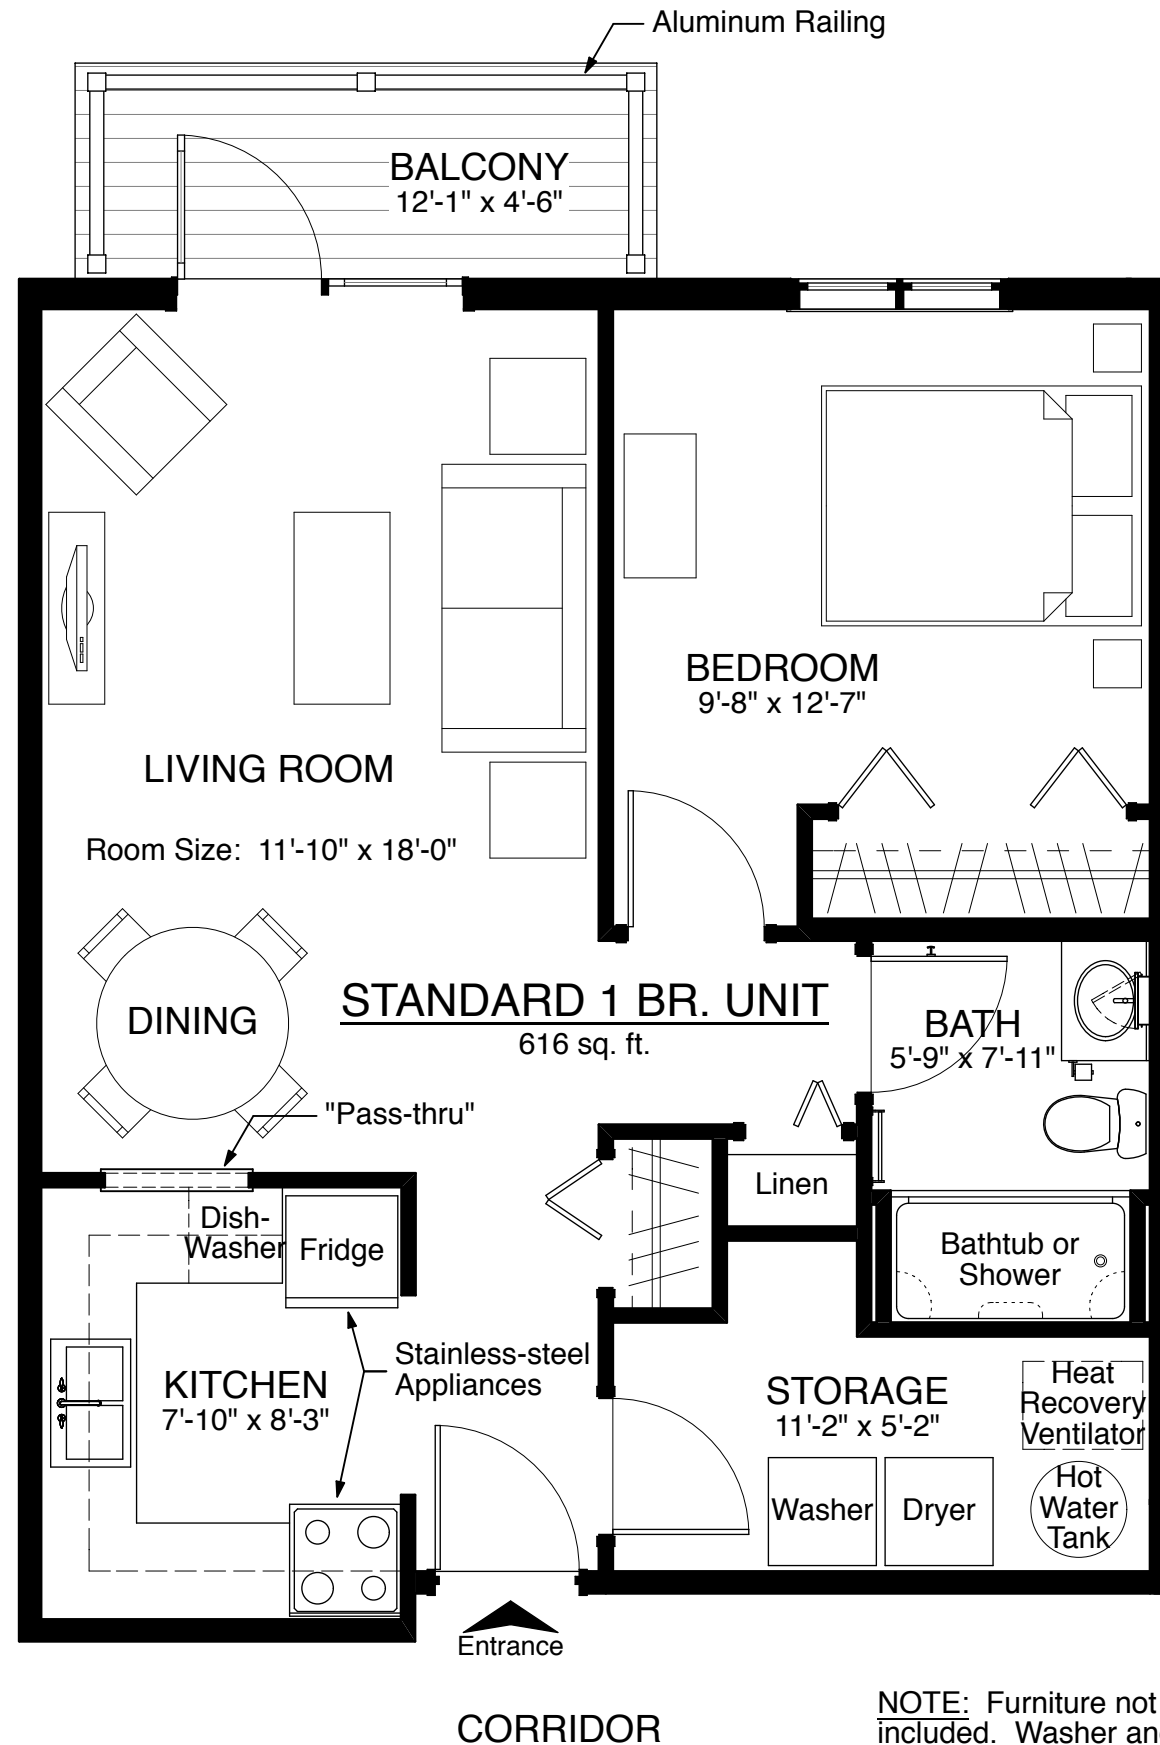 Aluminum Railing
BALCONY
12'-1" x 4'-6"
BEDROOM
9'-8" x 12'-7"
LIVING ROOM
Room Size:  11'-10" x 18'-0"
DINING
STANDARD 1 BR. UNIT
616 sq. ft.
BATH
5'-9" x 7'-11"
"Pass-thru"
Linen
Dish-
Washer
Fridge
Bathtub or
Shower
Stainless-steel
Appliances
KITCHEN
7'-10" x 8'-3"
STORAGE
11'-2" x 5'-2"
Heat
Recovery
Ventilator
Washer
Dryer
Hot
Water
Tank
Entrance
CORRIDOR
NOTE:  Furniture not
included.  Washer an